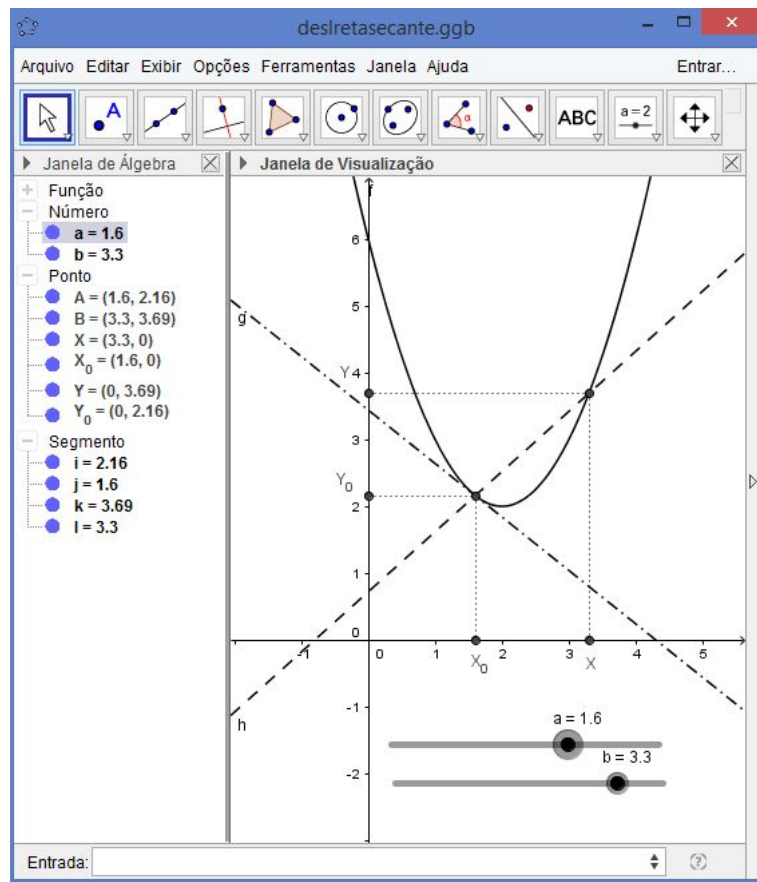 desIretasecante.ggb
Arquivo Editar Exibir Opções Ferramentas Janela Ajuda Entrar...
A α ABC a=2
Janela de Álgebra
Função
Número
a = 1.6
b = 3.3
Ponto
A = (1.6, 2.16)
B = (3.3, 3.69)
X = (3.3, 0)
X0 = (1.6, 0)
Y = (0, 3.69)
Y0 = (0, 2.16)
Segmento
i = 2.16
j = 1.6
k = 3.69
l = 3.3
Janela de Visualização
f
6
5
g
Y 4
3
Y0
2
1
0
-1 0 1 X0 2 3 X 4 5
-1
h
a = 1.6
b = 3.3
-2
Entrada: